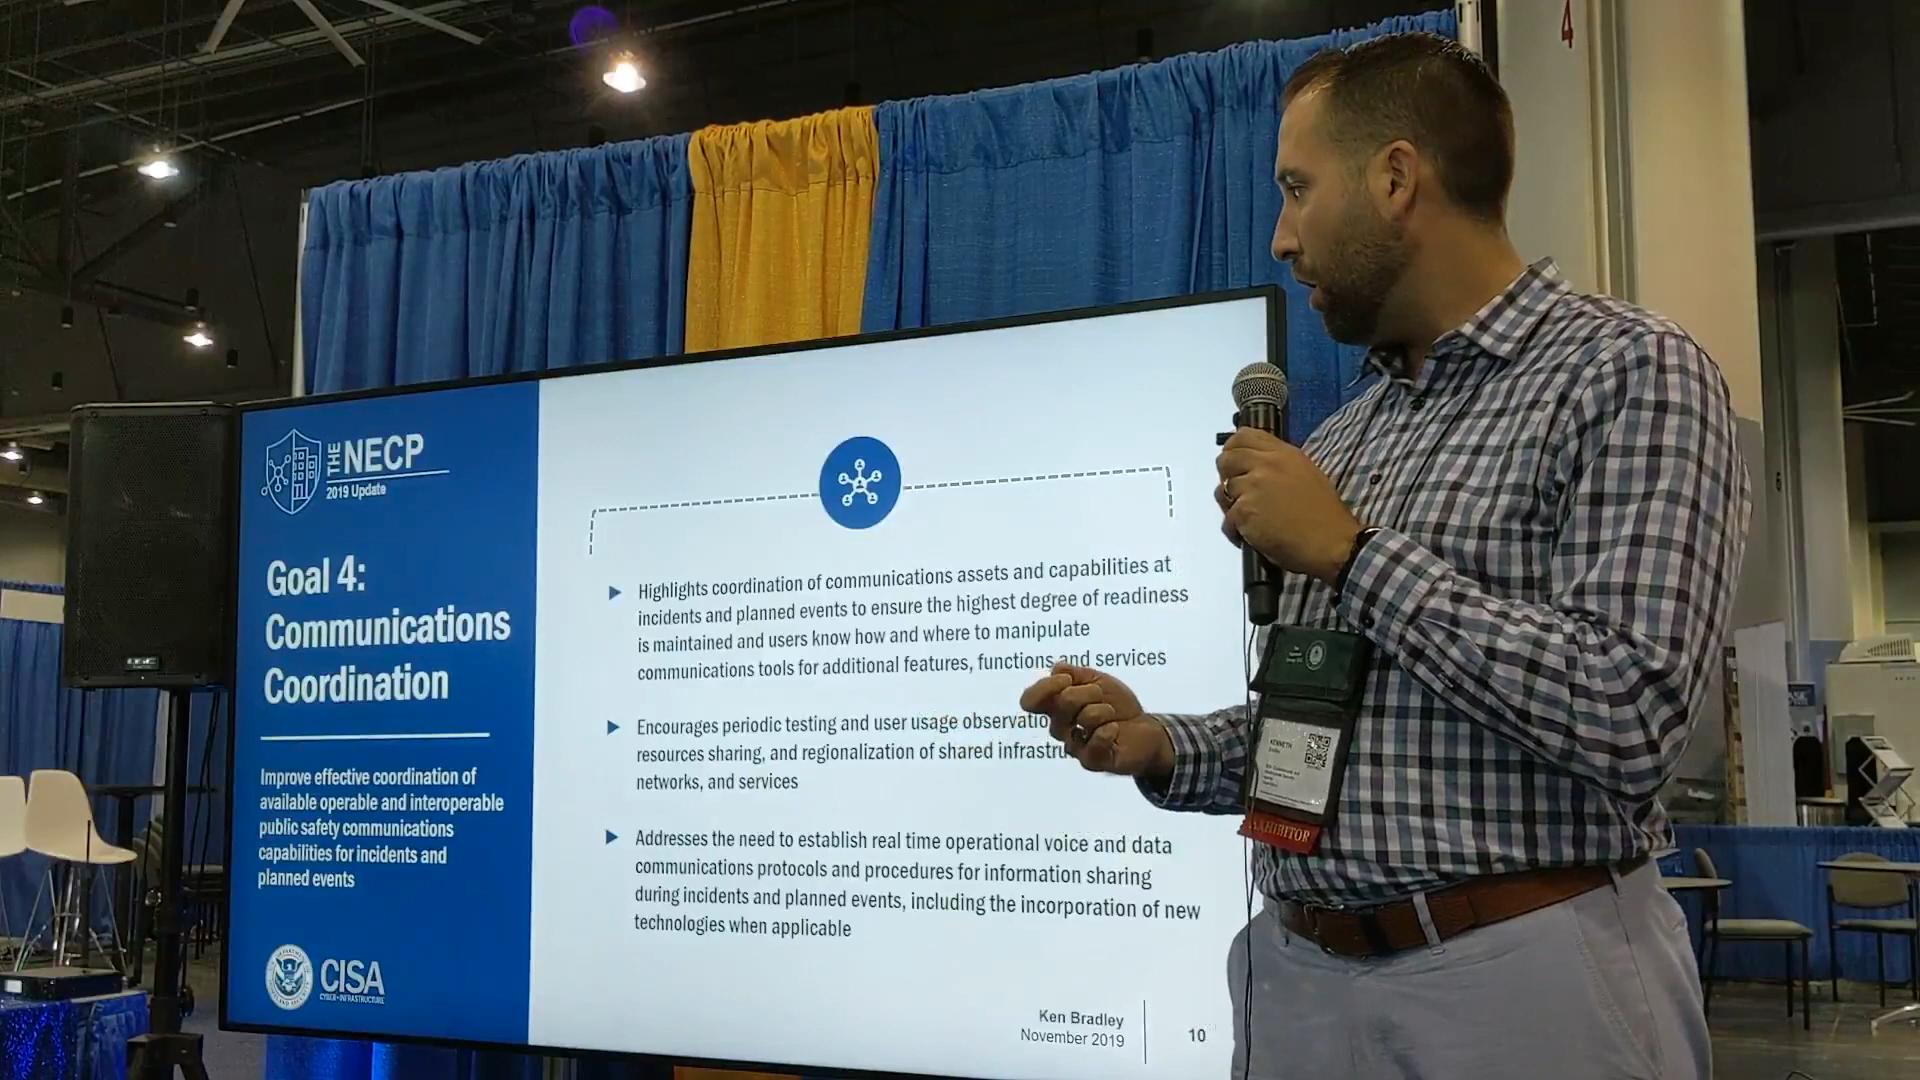 THE NECP
2019 Update
Goal 4:
Communications
Coordination
Improve effective coordination of
available operable and interoperable
public safety communications
capabilities for incidents and
planned events
CISA
CYBER+INFRASTRUCTURE
Highlights coordination of communications assets and capabilities at
incidents and planned events to ensure the highest degree of readiness
is maintained and users know how and where to manipulate
communications tools for additional features, functions and services
Encourages periodic testing and user usage
resources sharing, and regionalization of shared
networks, and services
Addresses the need to establish real time operational voice and data
communications protocols and procedures for information sharing
during incidents and planned events, including the incorporation of new
technologies when applicable
Ken Bradley
November 2019
10
KENNETH
EXHIBITOR
4